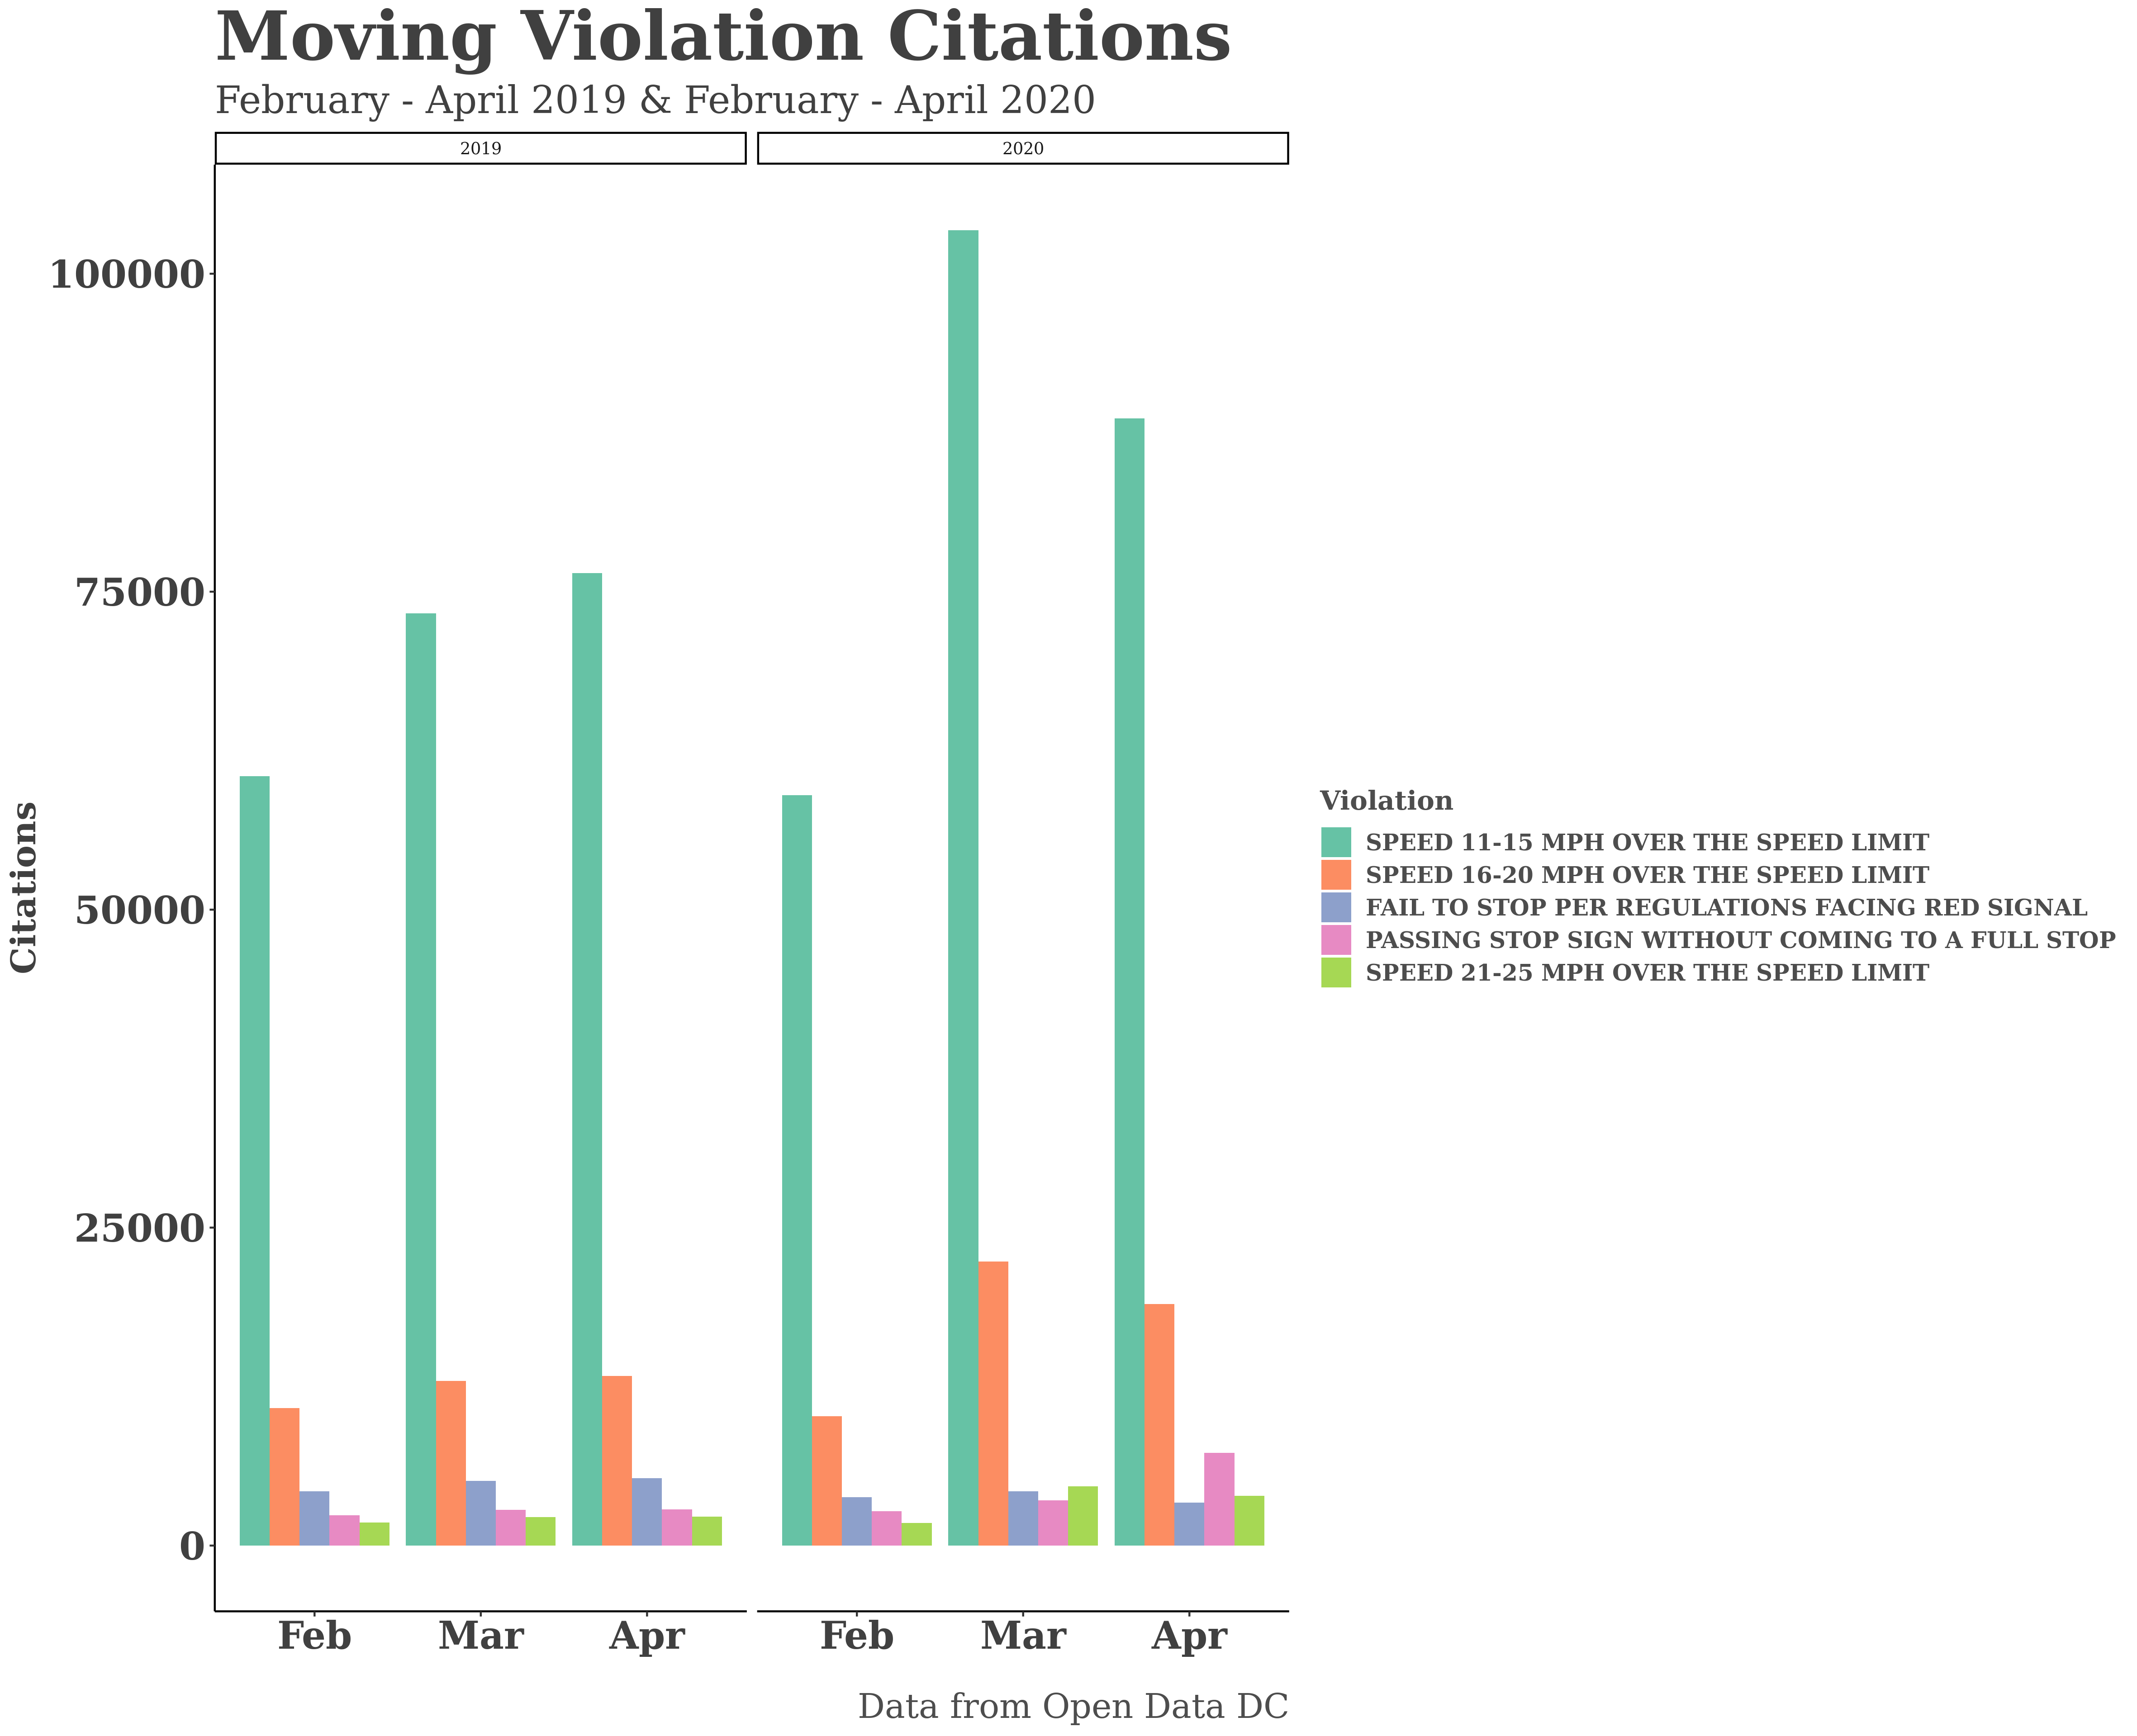 Moving Violation Citations
February - April 2019 & February - April 2020
2019
2020
100000
75000
50000
25000
0
Citations
Feb
Mar
Apr
Feb
Mar
Apr
Violation
SPEED 11-15 MPH OVER THE SPEED LIMIT
SPEED 16-20 MPH OVER THE SPEED LIMIT
FAIL TO STOP PER REGULATIONS FACING RED SIGNAL
PASSING STOP SIGN WITHOUT COMING TO A FULL STOP
SPEED 21-25 MPH OVER THE SPEED LIMIT
Data from Open Data DC